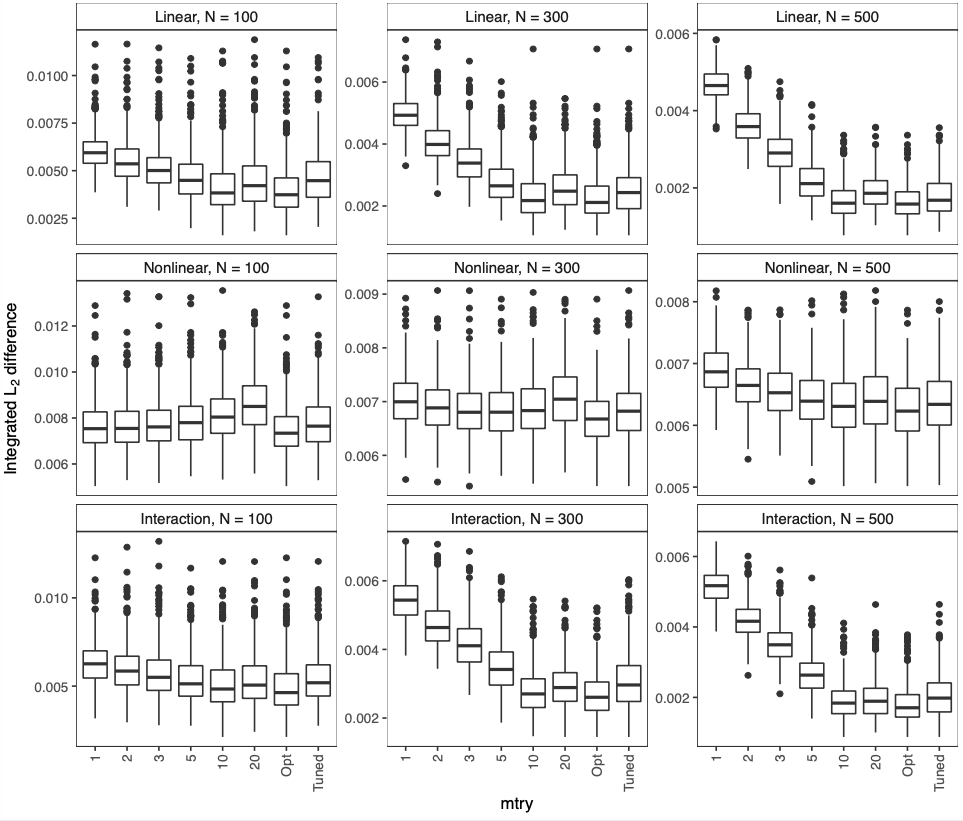 Linear, N = 100
Linear, N = 300
Linear, N = 500
0.0100
0.0075
0.0050
0.0025
0.006
0.004
0.002
0.006
0.004
0.002
Nonlinear, N = 100
Nonlinear, N = 300
Nonlinear, N = 500
0.012
0.010
0.008
0.006
0.009
0.008
0.007
0.006
0.008
0.007
0.006
0.005
Integrated L₂ difference
Interaction, N = 100
Interaction, N = 300
Interaction, N = 500
0.010
0.005
0.006
0.004
0.002
0.006
0.004
0.002
1 2 3 5 10 20 Opt Tuned
1 2 3 5 10 20 Opt Tuned
1 2 3 5 10 20 Opt Tuned
mtry